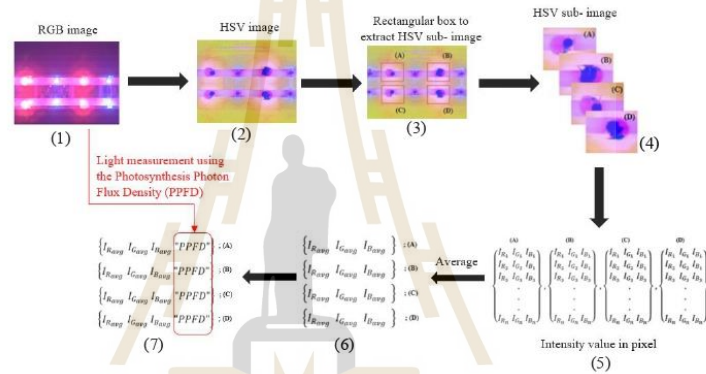 RGB image
HSV image
Rectangular box to
extract HSV sub- image
HSV sub- image
(A)
(B)
(C)
(D)
(A)
(B)
(C)
(D)
(1)
(2)
(3)
(4)
Light measurement using
the Photosynthesis Photon
Flux Density (PPFD)
{I_Ravg I_Gavg I_Bavg "PPFD"} ; (A)
{I_Ravg I_Gavg I_Bavg "PPFD"} ; (B)
{I_Ravg I_Gavg I_Bavg "PPFD"} ; (C)
{I_Ravg I_Gavg I_Bavg "PPFD"} ; (D)
(7)
{I_Ravg I_Gavg I_Bavg} ; (A)
{I_Ravg I_Gavg I_Bavg} ; (B)
{I_Ravg I_Gavg I_Bavg} ; (C)
{I_Ravg I_Gavg I_Bavg} ; (D)
(6)
Average
(A) (B) (C) (D)
Intensity value in pixel
(5)